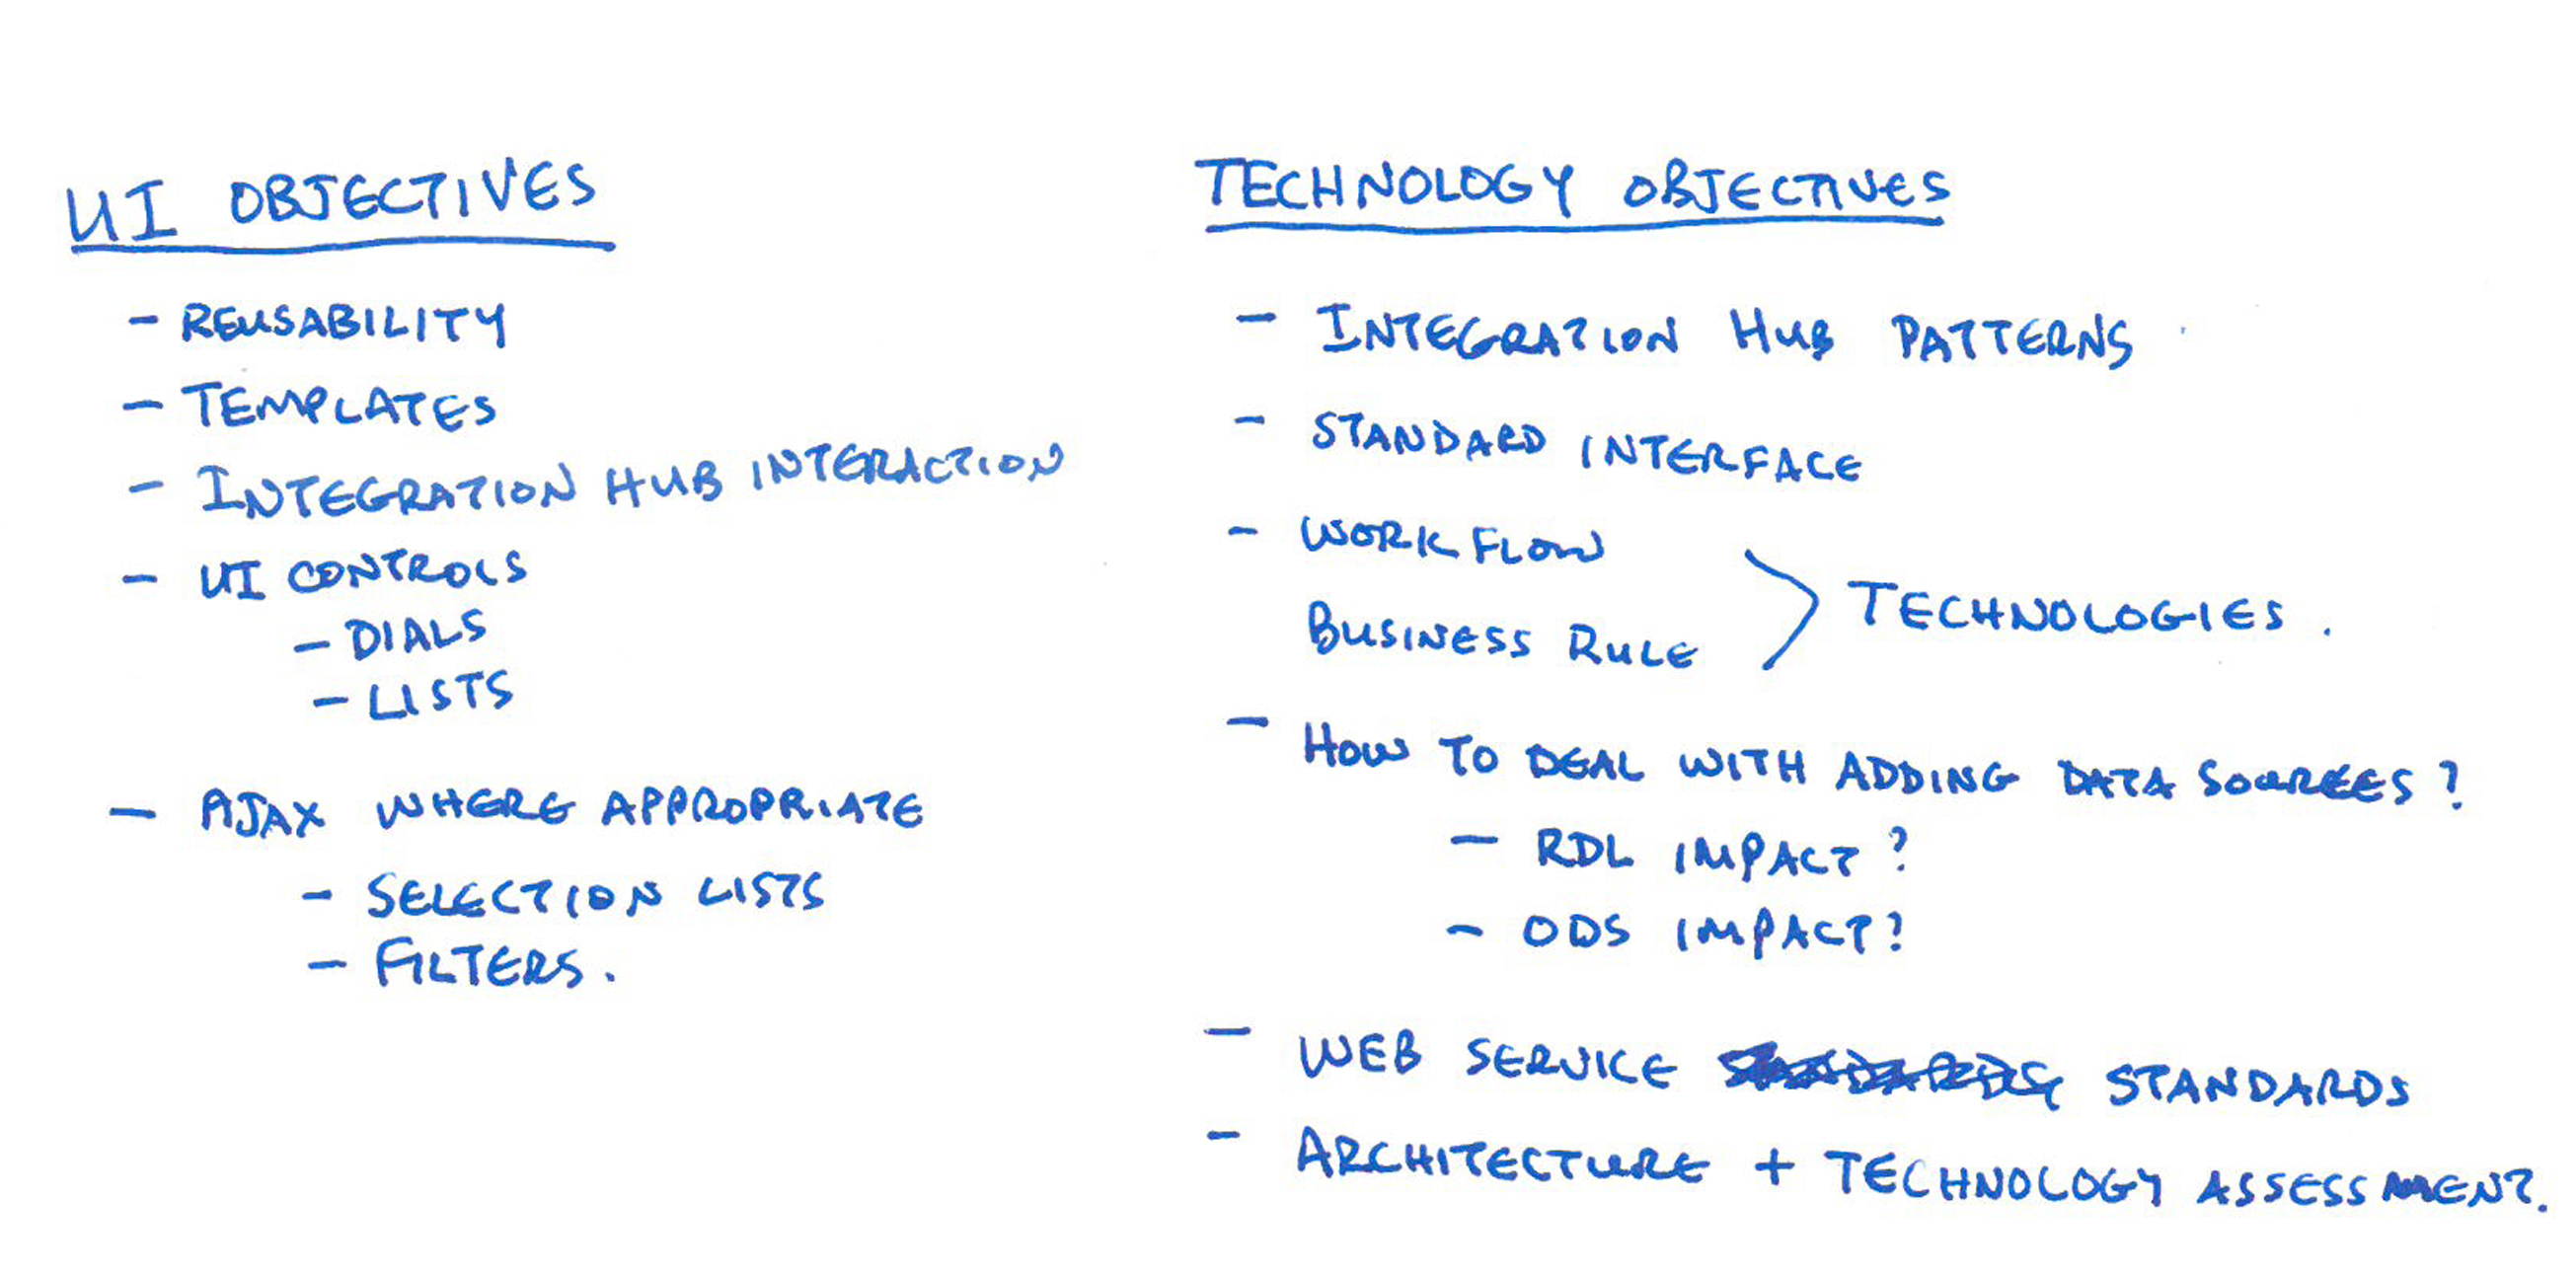 UI OBJECTIVES
- REUSABILITY
- TEMPLATES
- INTEGRATION HUB INTERACTION
- UI CONTROLS
- DIALS
- LISTS
- AJAX WHERE APPROPRIATE
- SELECTION LISTS
- FILTERS.
TECHNOLOGY OBJECTIVES
- INTEGRATION HUB PATTERNS
- STANDARD INTERFACE
- WORKFLOW
BUSINESS RULE
TECHNOLOGIES.
- HOW TO DEAL WITH ADDING DATA SOURCES?
- RDL IMPACT?
- ODS IMPACT?
- WEB SERVICE STANDARDS
- ARCHITECTURE + TECHNOLOGY ASSESSMENT.